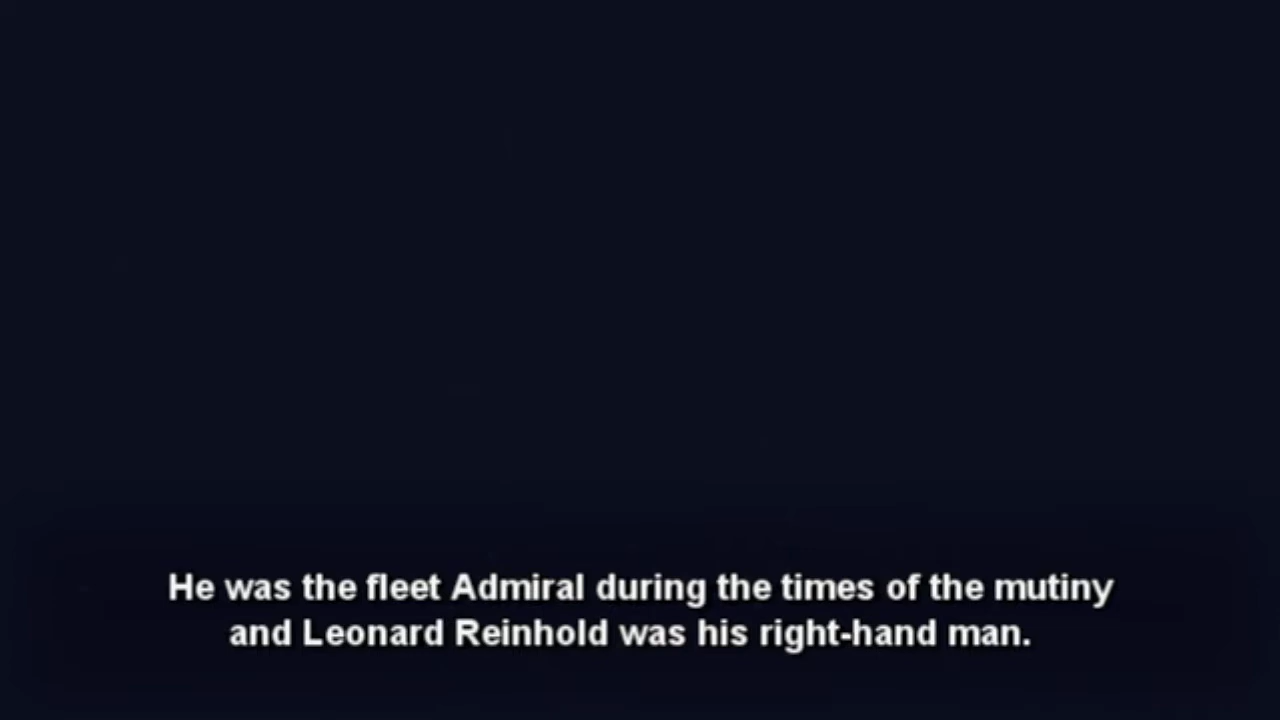 He was the fleet Admiral during the times of the mutiny
and Leonard Reinhold was his right-hand man.